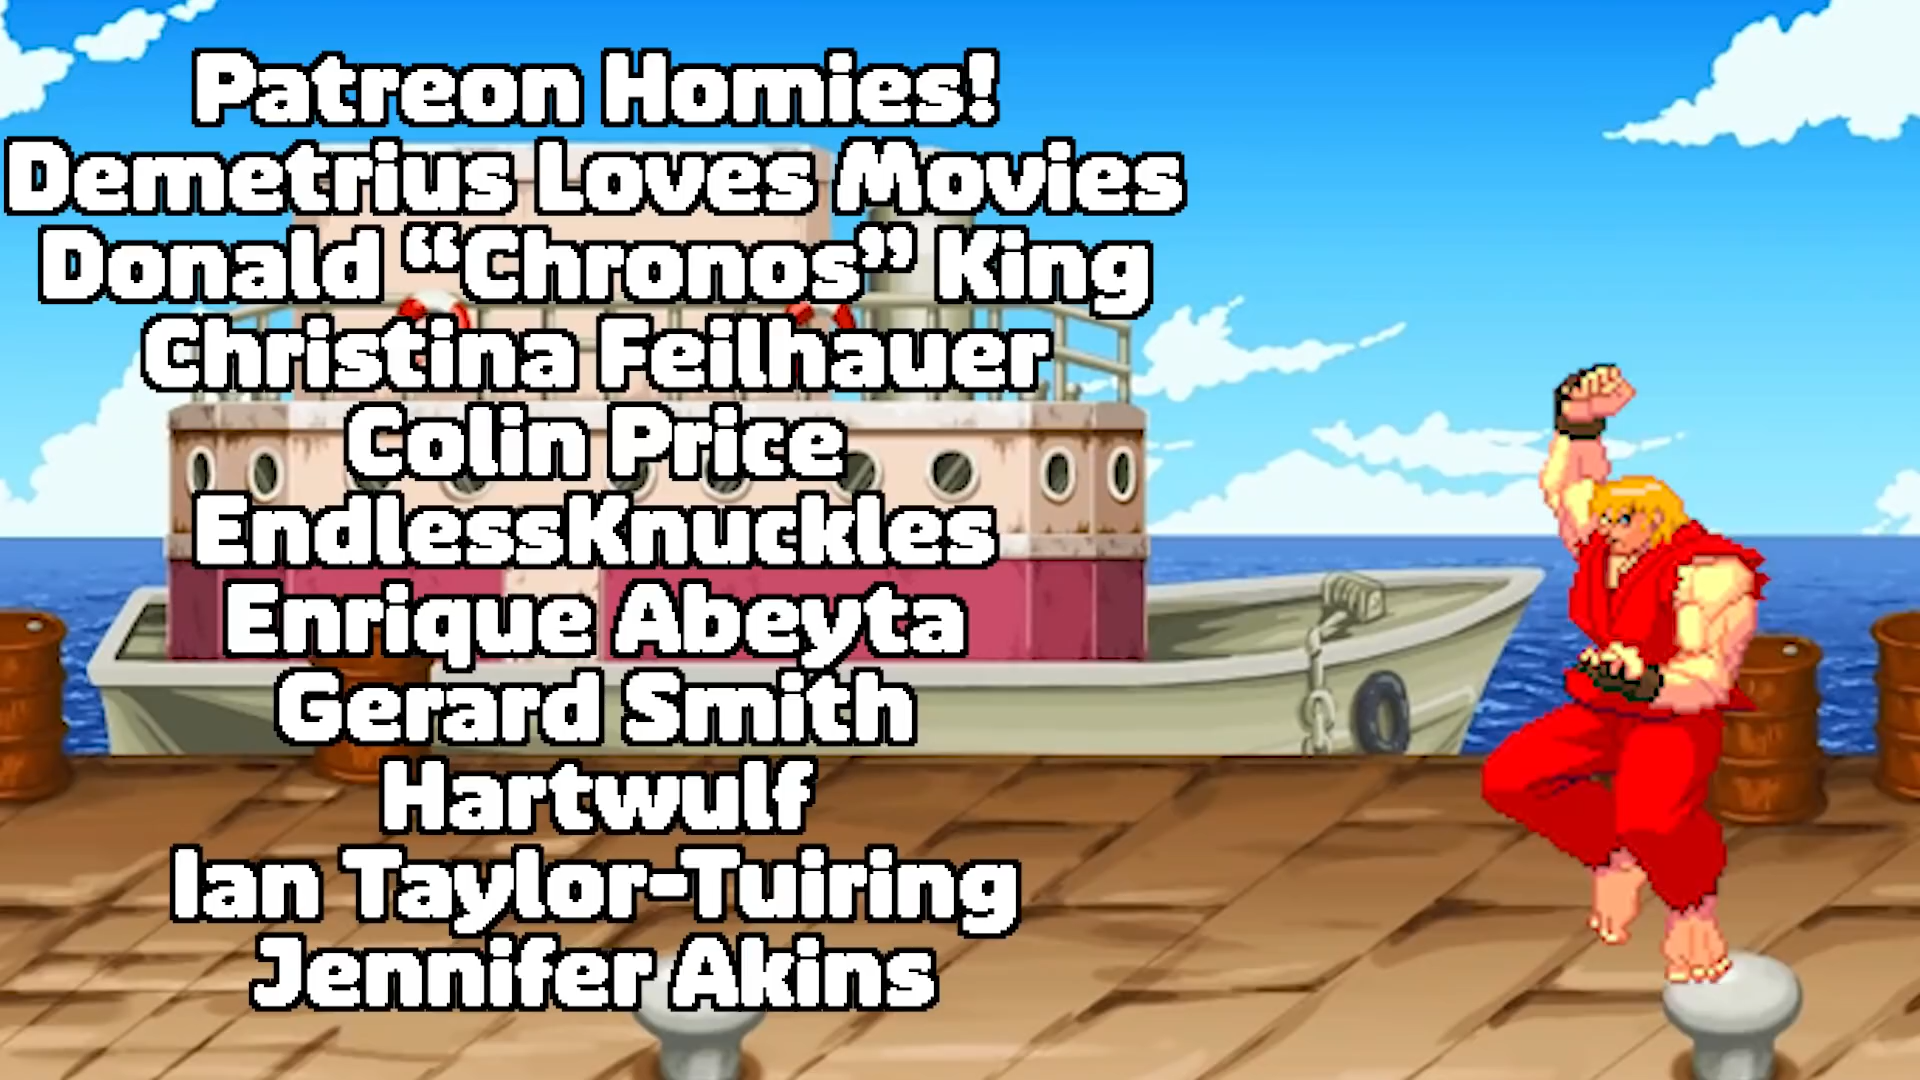 Patreon Homies!
Demetrius Loves Movies
Donald “Chronos” King
Christina Feilhauer
Colin Price
EndlessKnuckles
Enrique Abeyta
Gerard Smith
Hartwulf
Ian Taylor-Tuiring
Jennifer Akins